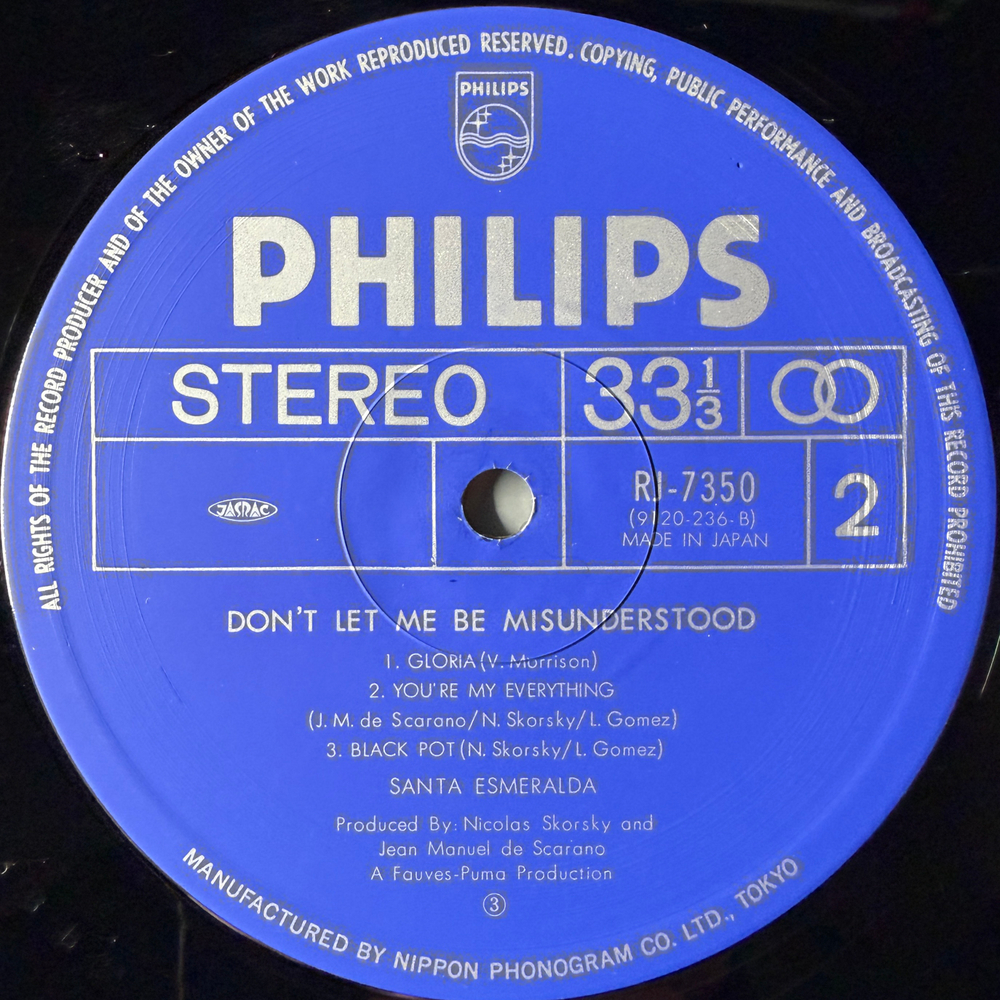 ALL RIGHTS OF THE RECORD PRODUCER AND OF THE OWNER OF THE WORK REPRODUCED RESERVED. COPYING, PUBLIC PERFORMANCE AND BROADCASTING OF THIS RECORD PROHIBITED
PHILIPS
PHILIPS
STEREO 33 1/3
JASRAC
RJ-7350
(9120-236-B)
MADE IN JAPAN
2
DON'T LET ME BE MISUNDERSTOOD
1. GLORIA (V. Morrison)
2. YOU'RE MY EVERYTHING
(J. M. de Scarano/N. Skorsky/L. Gomez)
3. BLACK POT (N. Skorsky/L. Gomez)
SANTA ESMERALDA
Produced By: Nicolas Skorsky and
Jean Manuel de Scarano
A Fauves-Puma Production
③
MANUFACTURED BY NIPPON PHONOGRAM CO. LTD., TOKYO